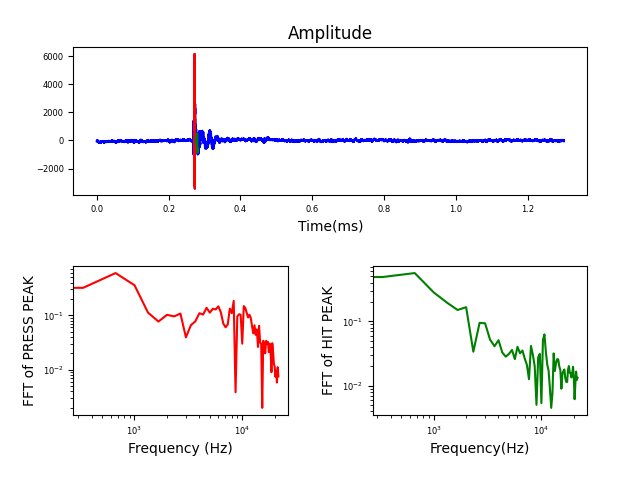 Amplitude
6000
4000
2000
0
−2000
0.0 0.2 0.4 0.6 0.8 1.0 1.2
Time(ms)
FFT of PRESS PEAK
10⁻¹
10⁻²
10³ 10⁴
Frequency (Hz)
FFT of HIT PEAK
10⁻¹
10⁻²
10³ 10⁴
Frequency(Hz)